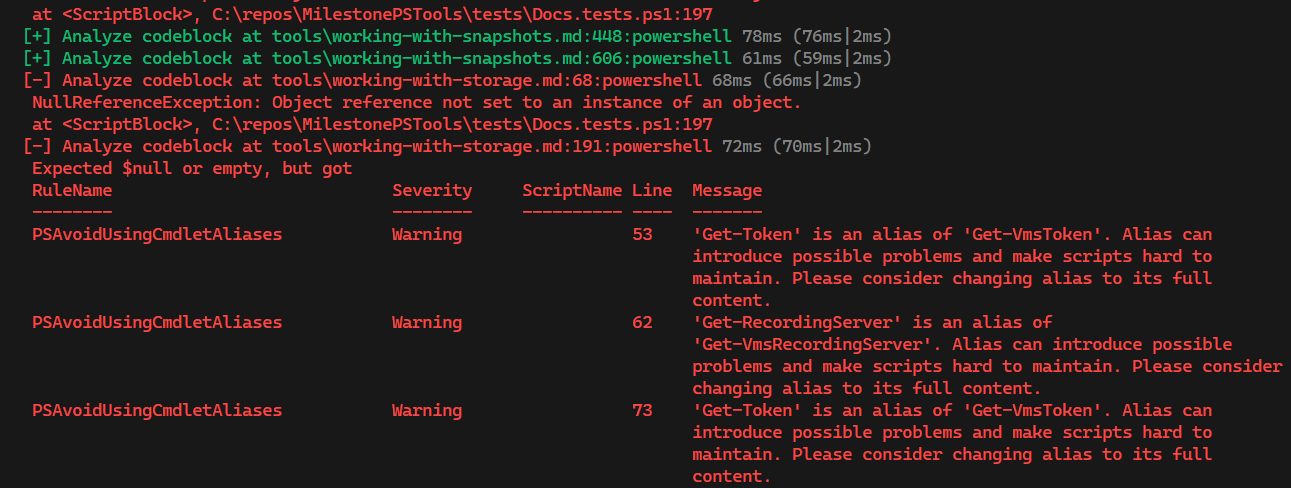 at <ScriptBlock>, C:\repos\MilestonePSTools\tests\Docs.tests.ps1:197
[+] Analyze codeblock at tools\working-with-snapshots.md:448:powershell 78ms (76ms|2ms)
[+] Analyze codeblock at tools\working-with-snapshots.md:606:powershell 61ms (59ms|2ms)
[-] Analyze codeblock at tools\working-with-storage.md:68:powershell 68ms (66ms|2ms)
NullReferenceException: Object reference not set to an instance of an object.
at <ScriptBlock>, C:\repos\MilestonePSTools\tests\Docs.tests.ps1:197
[-] Analyze codeblock at tools\working-with-storage.md:191:powershell 72ms (70ms|2ms)
Expected $null or empty, but got
RuleName Severity ScriptName Line Message
-------- -------- ---------- ---- -------
PSAvoidUsingCmdletAliases Warning 53 'Get-Token' is an alias of 'Get-VmsToken'. Alias can
introduce possible problems and make scripts hard to
maintain. Please consider changing alias to its full
content.
PSAvoidUsingCmdletAliases Warning 62 'Get-RecordingServer' is an alias of
'Get-VmsRecordingServer'. Alias can introduce possible
problems and make scripts hard to maintain. Please consider
changing alias to its full content.
PSAvoidUsingCmdletAliases Warning 73 'Get-Token' is an alias of 'Get-VmsToken'. Alias can
introduce possible problems and make scripts hard to
maintain. Please consider changing alias to its full
content.